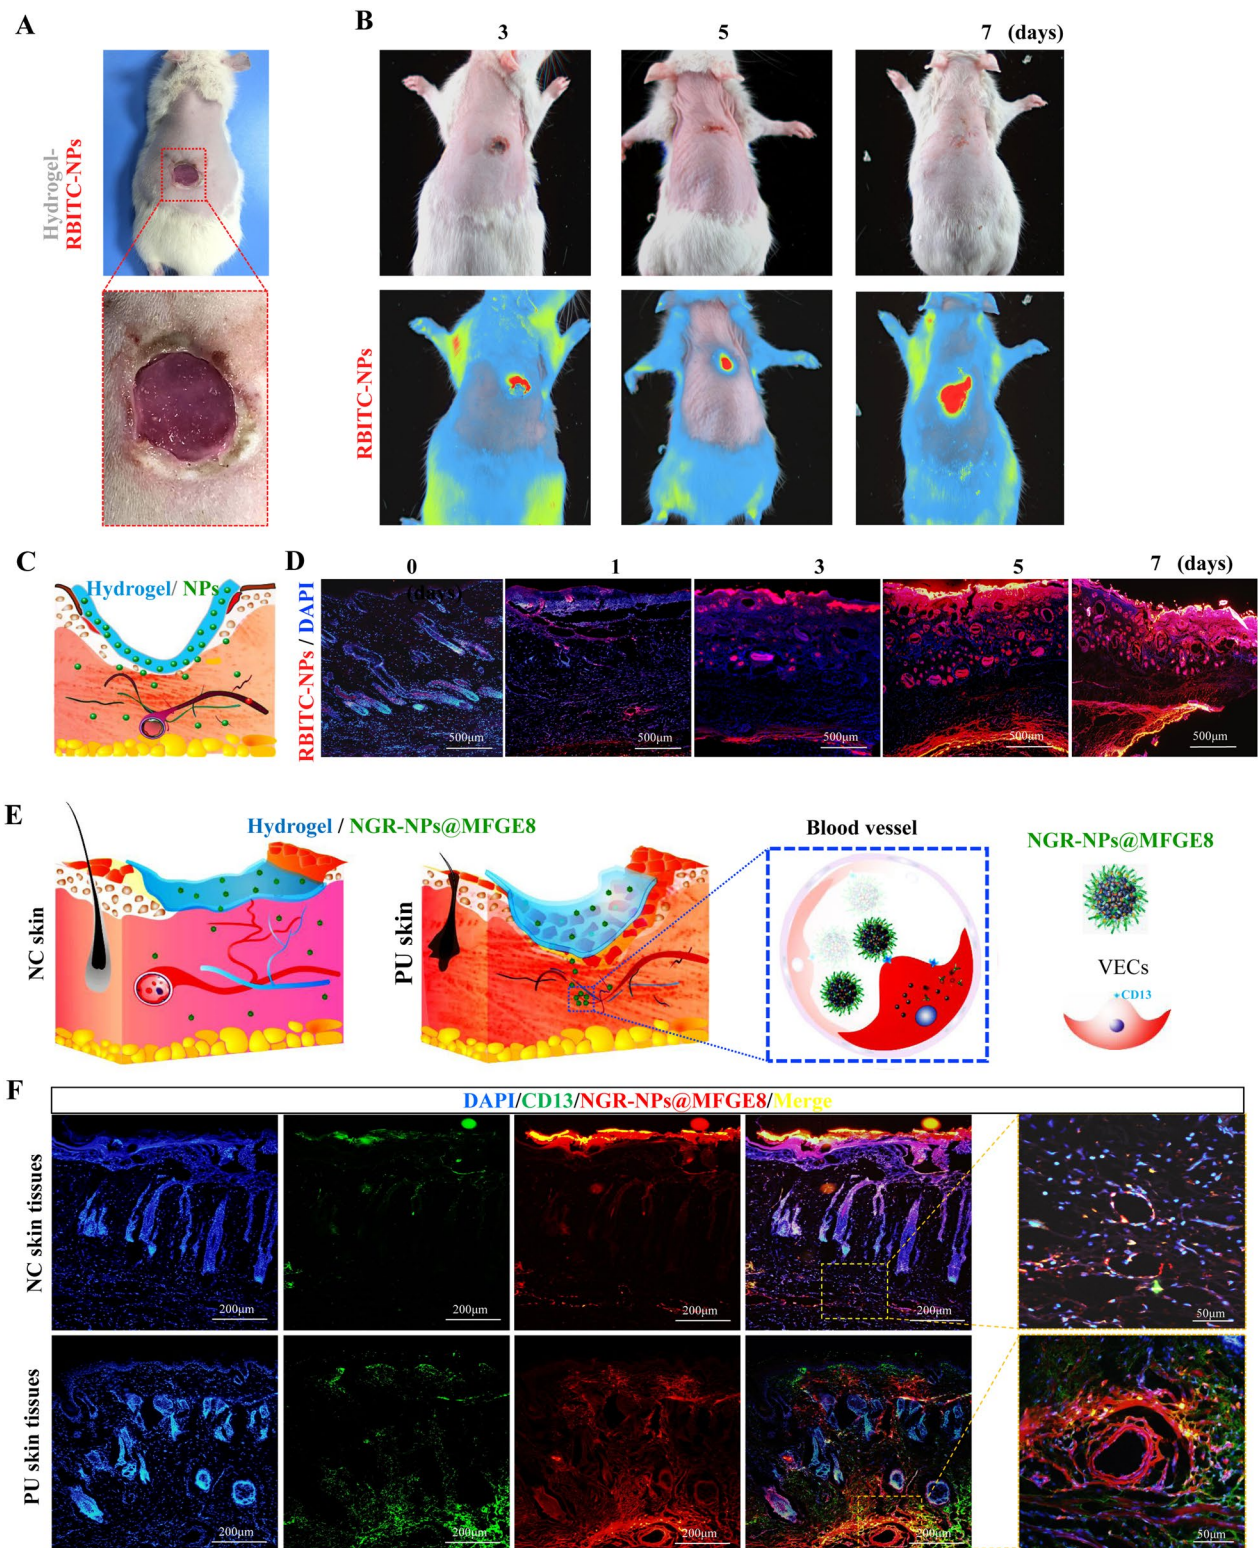 A
B
3 5 7 (days)
Hydrogel-
RBITC-NPs
RBITC-NPs
C
Hydrogel/ NPs
D
0 1 3 5 7 (days)
(days)
RBITC-NPs / DAPI
500μm 500μm 500μm 500μm 500μm
E
Hydrogel / NGR-NPs@MFGE8
Blood vessel
NGR-NPs@MFGE8
NC skin
PU skin
VECs
CD13
F
DAPI/CD13/NGR-NPs@MFGE8/Merge
NC skin tissues
200μm 200μm 200μm 200μm 50μm
PU skin tissues
200μm 200μm 200μm 200μm 50μm